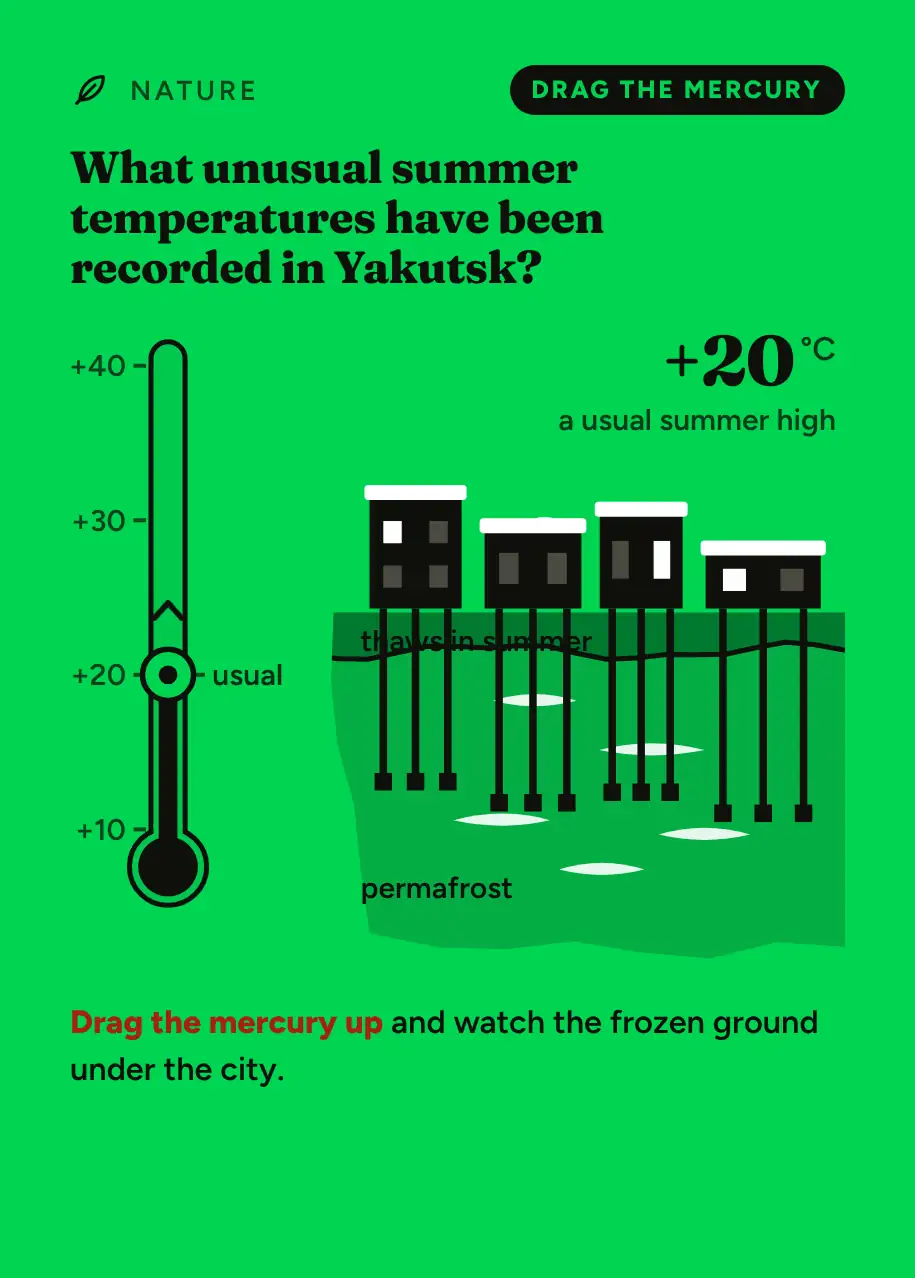 NATURE
DRAG THE MERCURY
What unusual summer
temperatures have been
recorded in Yakutsk?
+20 °C
a usual summer high
+40
+30
+20
usual
+10
thaws in summer
permafrost
Drag the mercury up and watch the frozen ground
under the city.